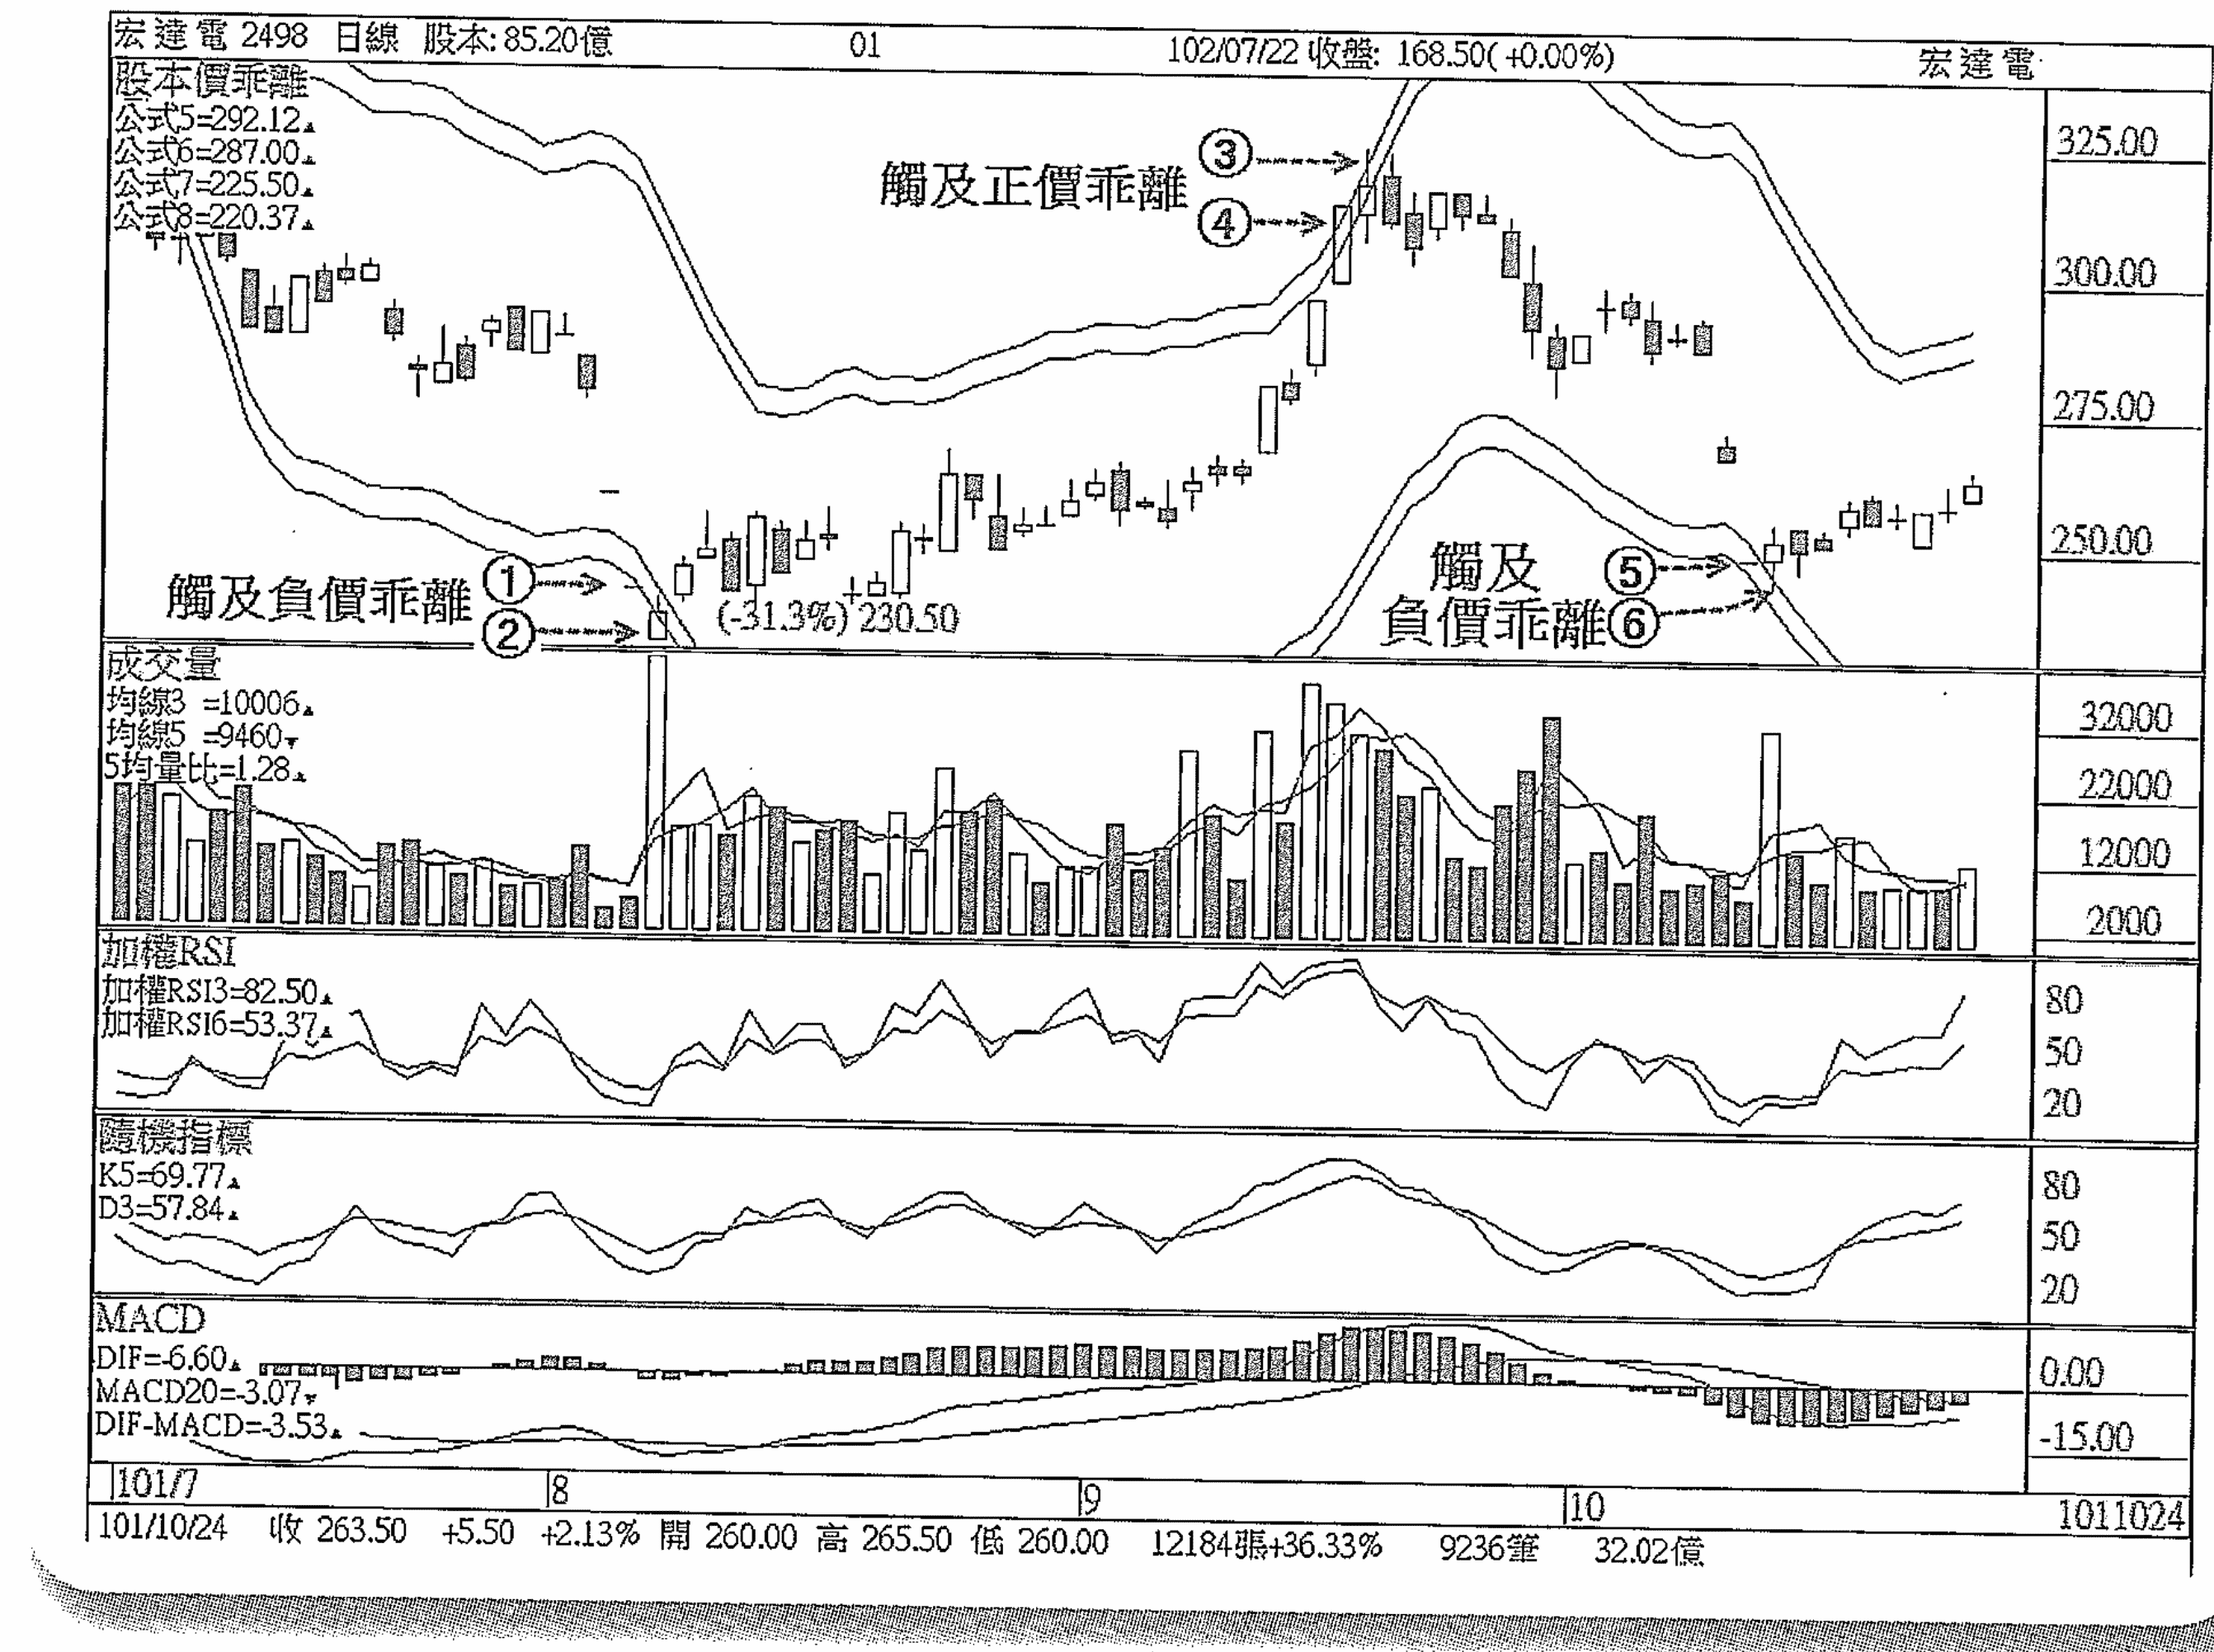 宏達電 2498 日線 股本:85.20億 01 102/07/22 收盤: 168.50(+0.00%) 宏達電
股本價乖離
公式5=292.12▲
公式6=287.00▲
公式7=225.50▲
公式8=220.37▲
325.00
300.00
275.00
250.00
觸及正價乖離
③
④
觸及負價乖離
①
②
(-31.3%) 230.50
觸及
負價乖離
⑤
⑥
成交量
均線3 =10006▲
均線5 =9460▼
5均量比=1.28▲
32000
22000
12000
2000
加權RSI
加權RSI3=82.50▲
加權RSI6=53.37▲
80
50
20
隨機指標
K5=69.77▲
D3=57.84▲
80
50
20
MACD
DIF=-6.60▲
MACD20=-3.07▼
DIF-MACD=-3.53▲
0.00
-15.00
101/7 8 9 10 1011024
101/10/24 收 263.50 +5.50 +2.13% 開 260.00 高 265.50 低 260.00 12184張+36.33% 9236筆 32.02億